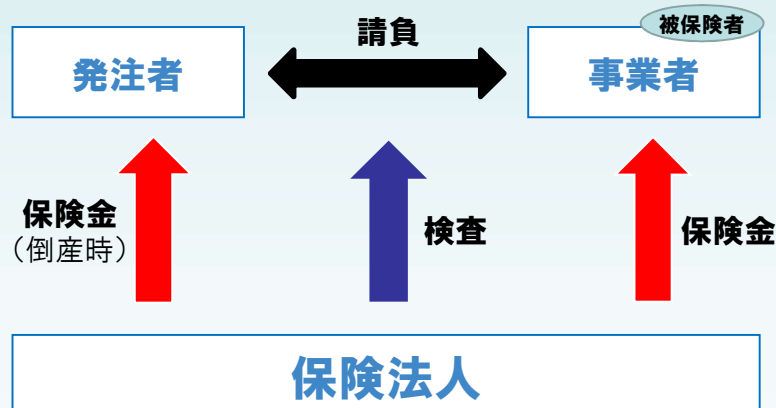 請負
被保険者
発注者
事業者
保険金
（倒産時）
検査
保険金
保険法人